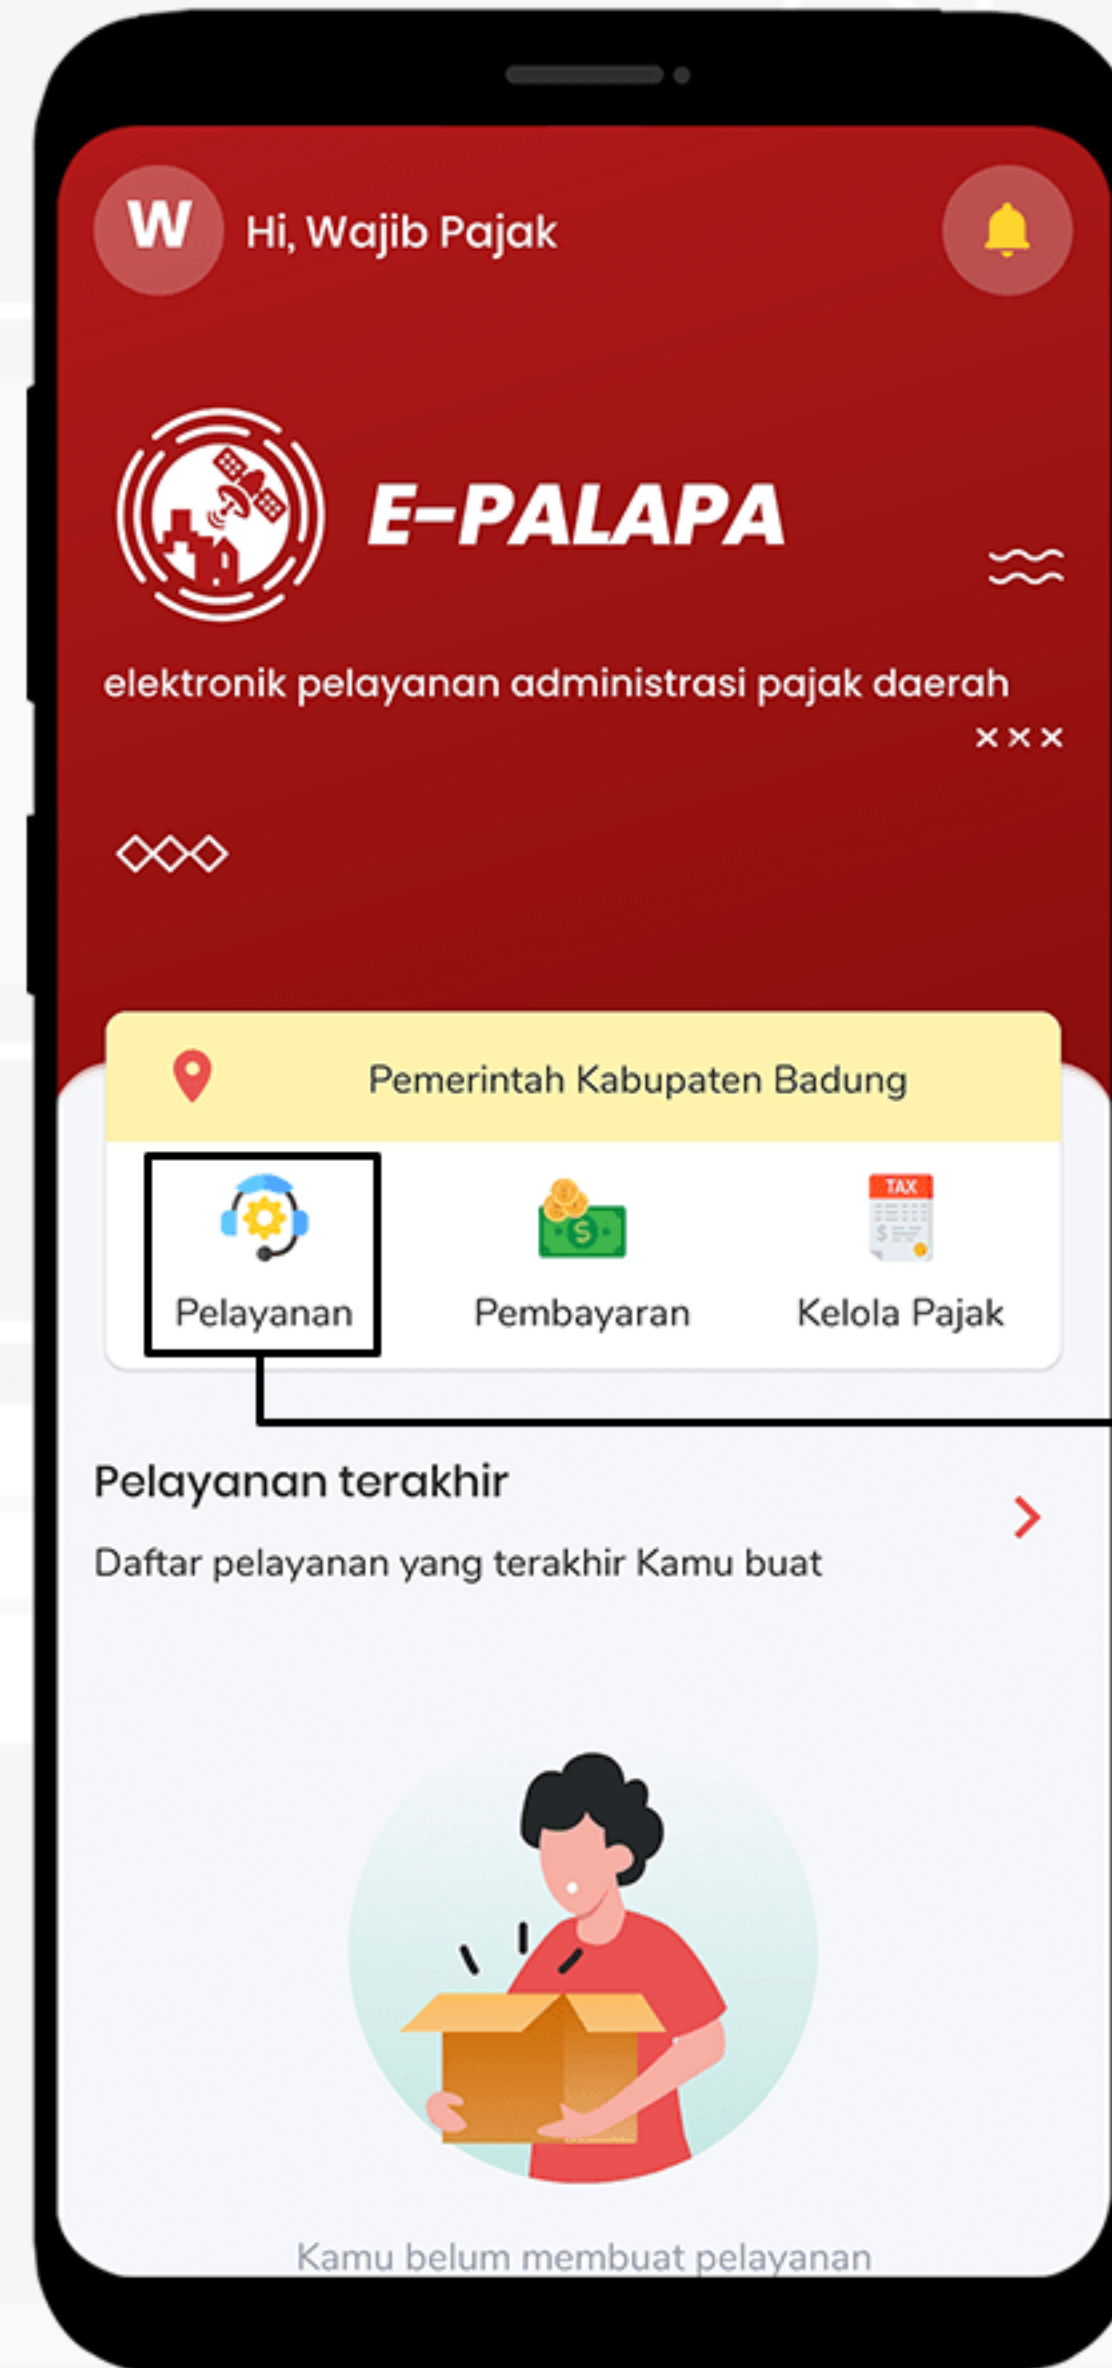 W
Hi, Wajib Pajak
E-PALAPA
elektronik pelayanan administrasi pajak daerah
Pemerintah Kabupaten Badung
TAX
$
$
Pelayanan
Pembayaran
Kelola Pajak
Pelayanan terakhir
Daftar pelayanan yang terakhir Kamu buat
Kamu belum membuat pelayanan